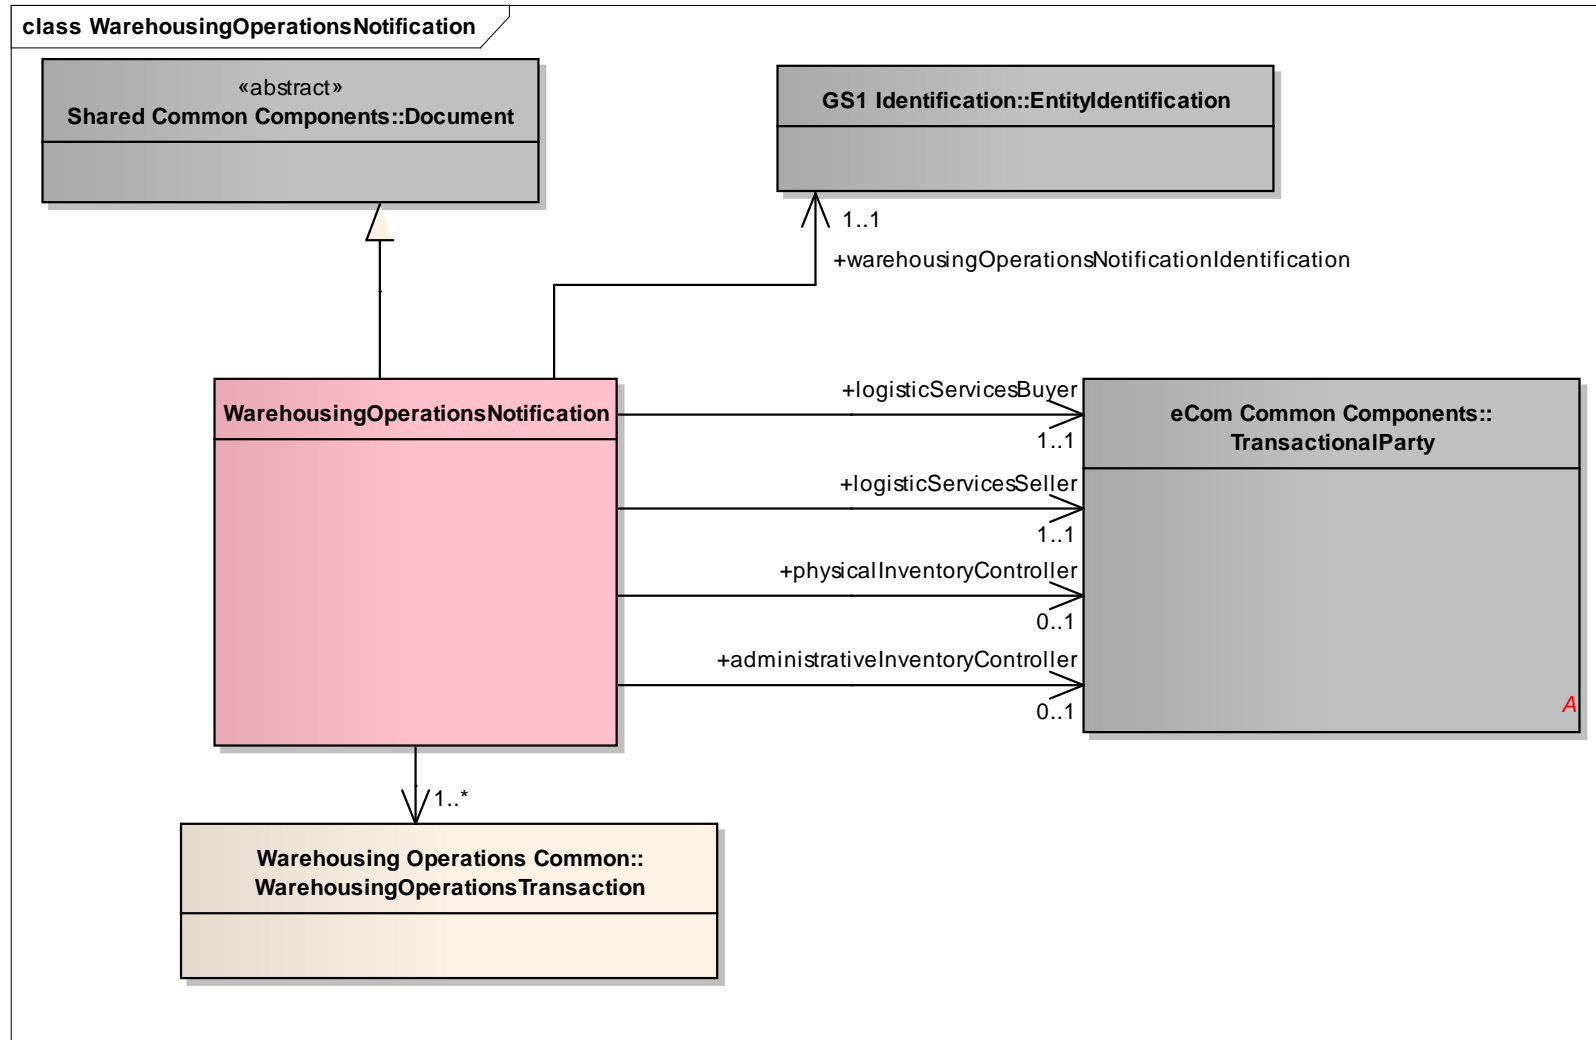 class WarehousingOperationsNotification
«abstract»
Shared Common Components::Document
GS1 Identification::EntityIdentification
1..1
+warehousingOperationsNotificationIdentification
WarehousingOperationsNotification
+logisticServicesBuyer
1..1
+logisticServicesSeller
1..1
+physicalInventoryController
0..1
+administrativeInventoryController
0..1
eCom Common Components::
TransactionalParty
A
1..*
Warehousing Operations Common::
WarehousingOperationsTransaction